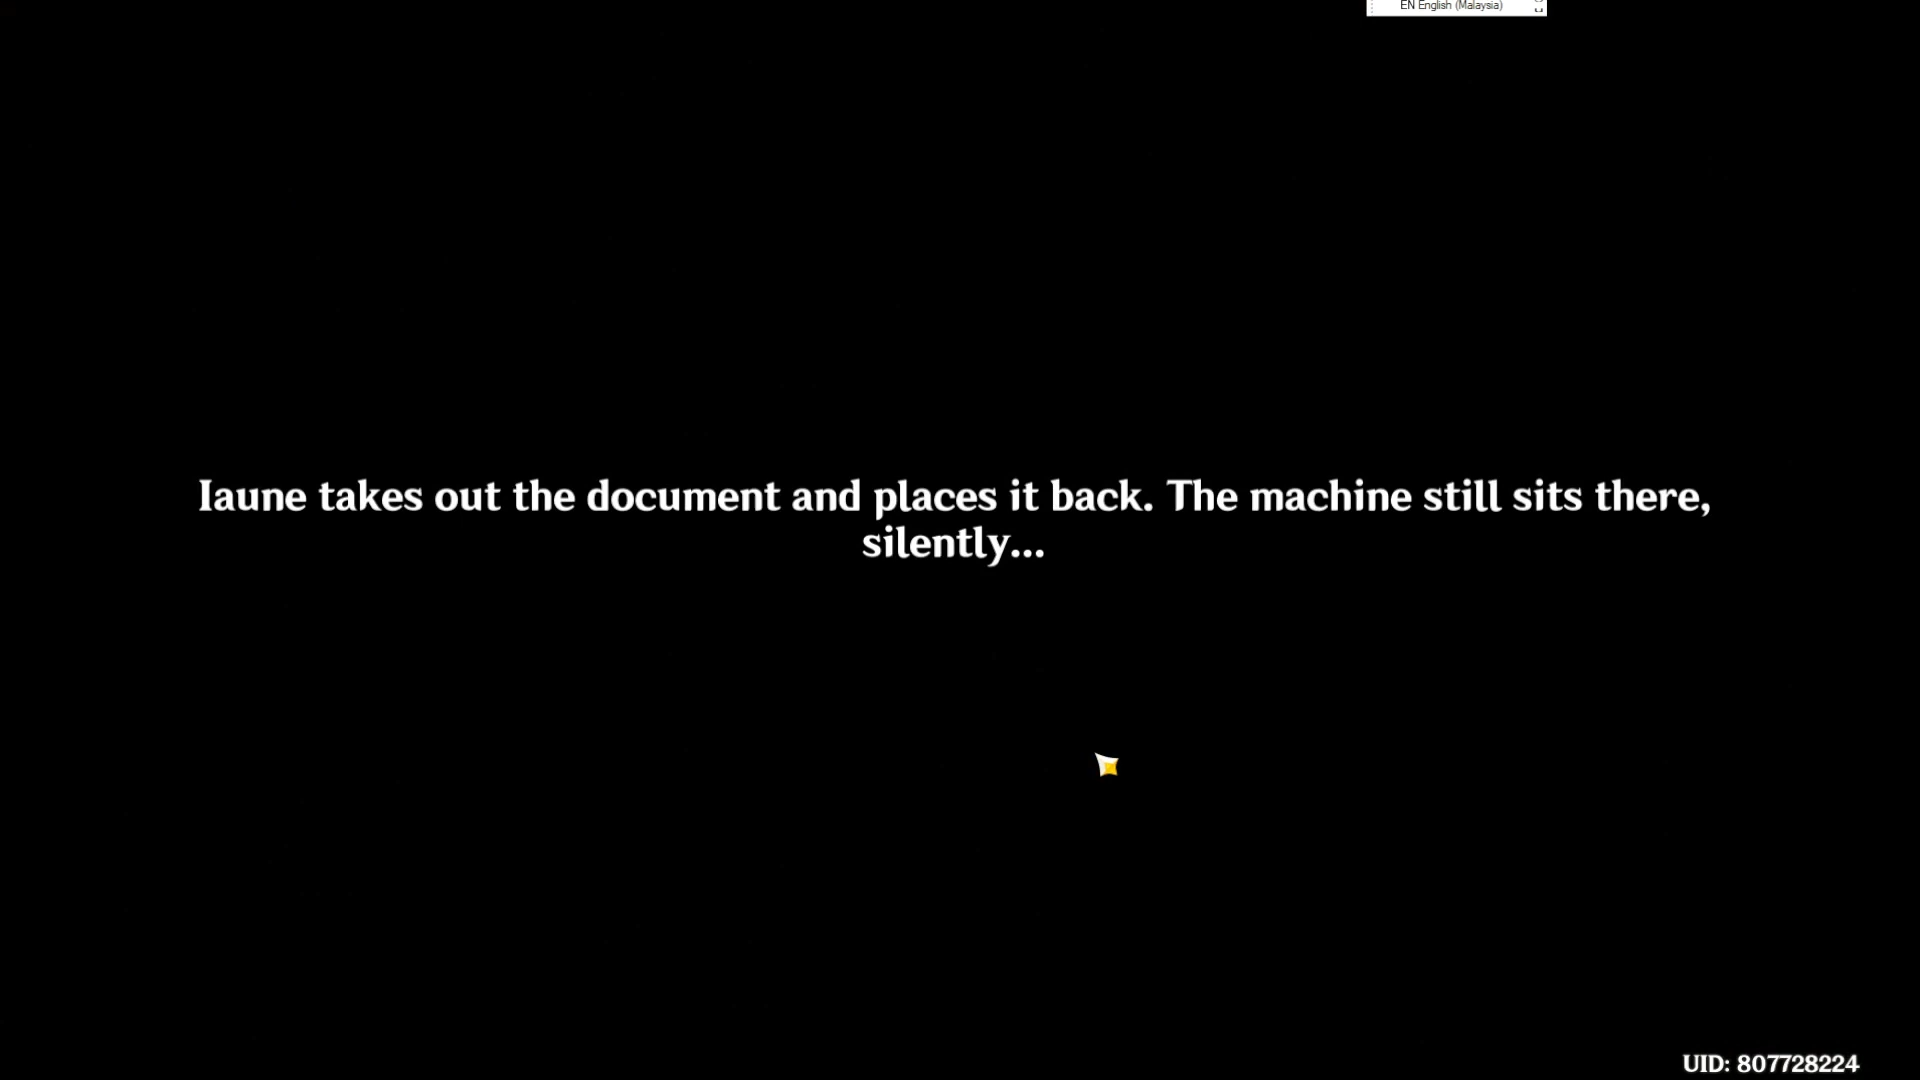 EN English (Malaysia)
Iaune takes out the document and places it back. The machine still sits there,
silently...
UID: 807728224